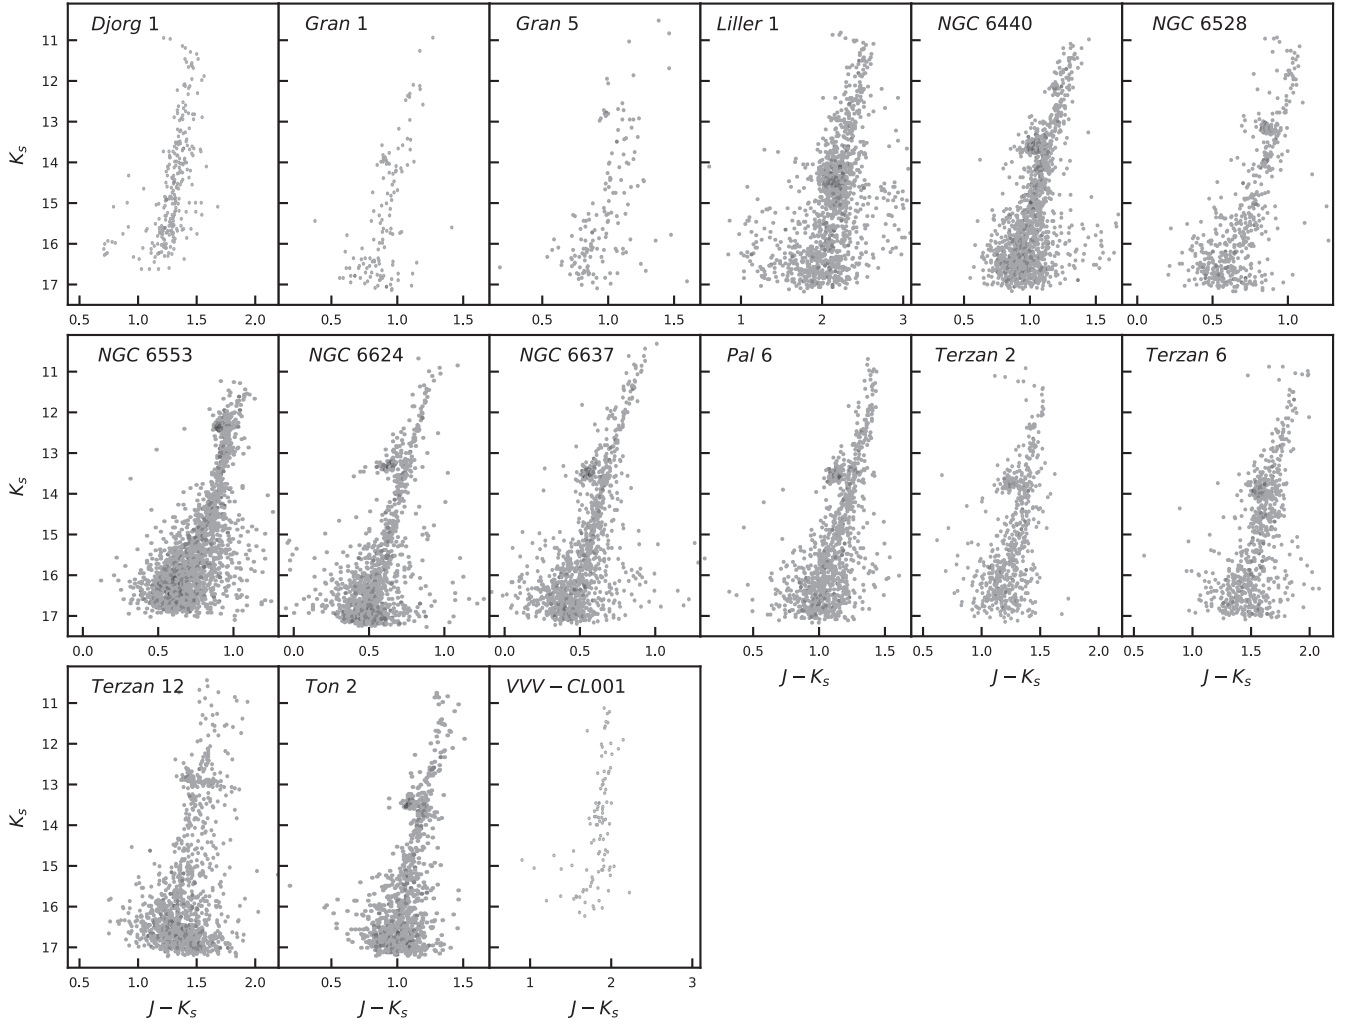 Djorg 1
Gran 1
Gran 5
Liller 1
NGC 6440
NGC 6528
11
12
13
14
15
16
17
K_s
0.5 1.0 1.5 2.0
0.5 1.0 1.5
0.5 1.0 1.5
1 2 3
0.5 1.0 1.5
0.0 0.5 1.0
NGC 6553
NGC 6624
NGC 6637
Pal 6
Terzan 2
Terzan 6
11
12
13
14
15
16
17
K_s
0.0 0.5 1.0
0.0 0.5 1.0
0.0 0.5 1.0
0.5 1.0 1.5
0.5 1.0 1.5 2.0
0.5 1.0 1.5 2.0
J − K_s
J − K_s
J − K_s
Terzan 12
Ton 2
VVV − CL001
11
12
13
14
15
16
17
K_s
0.5 1.0 1.5 2.0
0.5 1.0 1.5
1 2 3
J − K_s
J − K_s
J − K_s